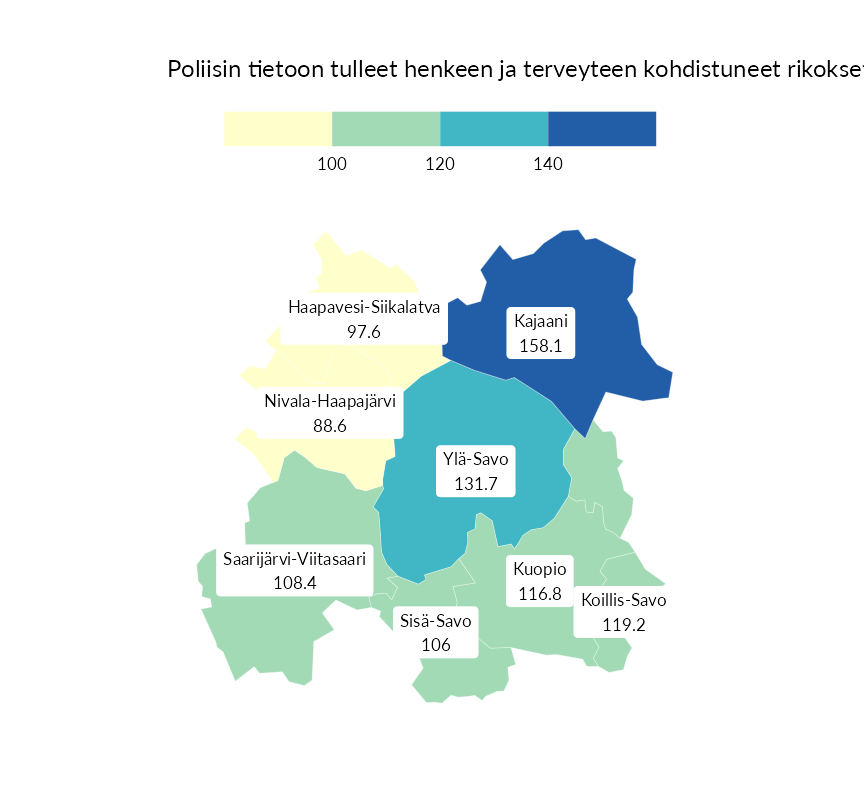 Poliisin tietoon tulleet henkeen ja terveyteen kohdistuneet rikokset
100 120 140
Haapavesi-Siikalatva
97.6
Kajaani
158.1
Nivala-Haapajärvi
88.6
Ylä-Savo
131.7
Saarijärvi-Viitasaari
108.4
Kuopio
116.8
Koillis-Savo
119.2
Sisä-Savo
106